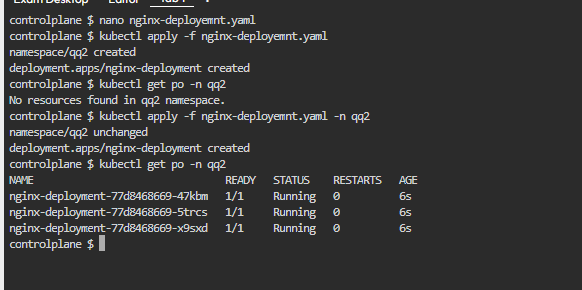 Exam Desktop Editor Tab 1 +
controlplane $ nano nginx-deployemnt.yaml
controlplane $ kubectl apply -f nginx-deployemnt.yaml
namespace/qq2 created
deployment.apps/nginx-deployment created
controlplane $ kubectl get po -n qq2
No resources found in qq2 namespace.
controlplane $ kubectl apply -f nginx-deployemnt.yaml -n qq2
namespace/qq2 unchanged
deployment.apps/nginx-deployment created
controlplane $ kubectl get po -n qq2
NAME READY STATUS RESTARTS AGE
nginx-deployment-77d8468669-47kbm 1/1 Running 0 6s
nginx-deployment-77d8468669-5trcs 1/1 Running 0 6s
nginx-deployment-77d8468669-x9sxd 1/1 Running 0 6s
controlplane $